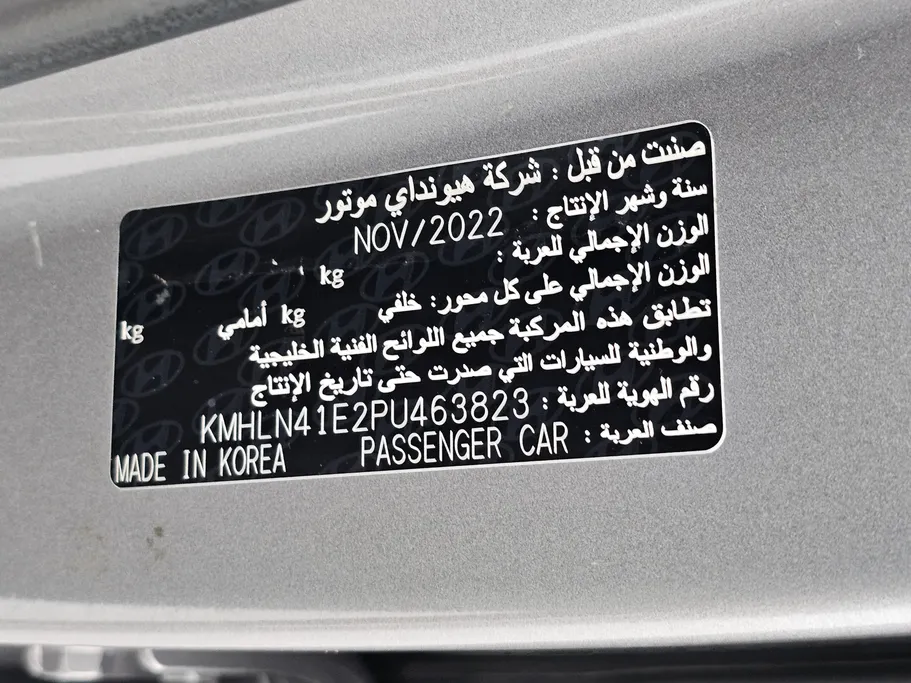 صنعت من قبل : شركة هيونداي موتور
سنة وشهر الإنتاج : NOV/2022
الوزن الإجمالي للعربة : kg
الوزن الإجمالي على كل محور: خلفي kg أمامي kg
تطابق هذه المركبة جميع اللوائح الفنية الخليجية
والوطنية للسيارات التي صدرت حتى تاريخ الإنتاج
رقم الهوية للعربة : KMHLN41E2PU463823
صنف العربة : PASSENGER CAR MADE IN KOREA